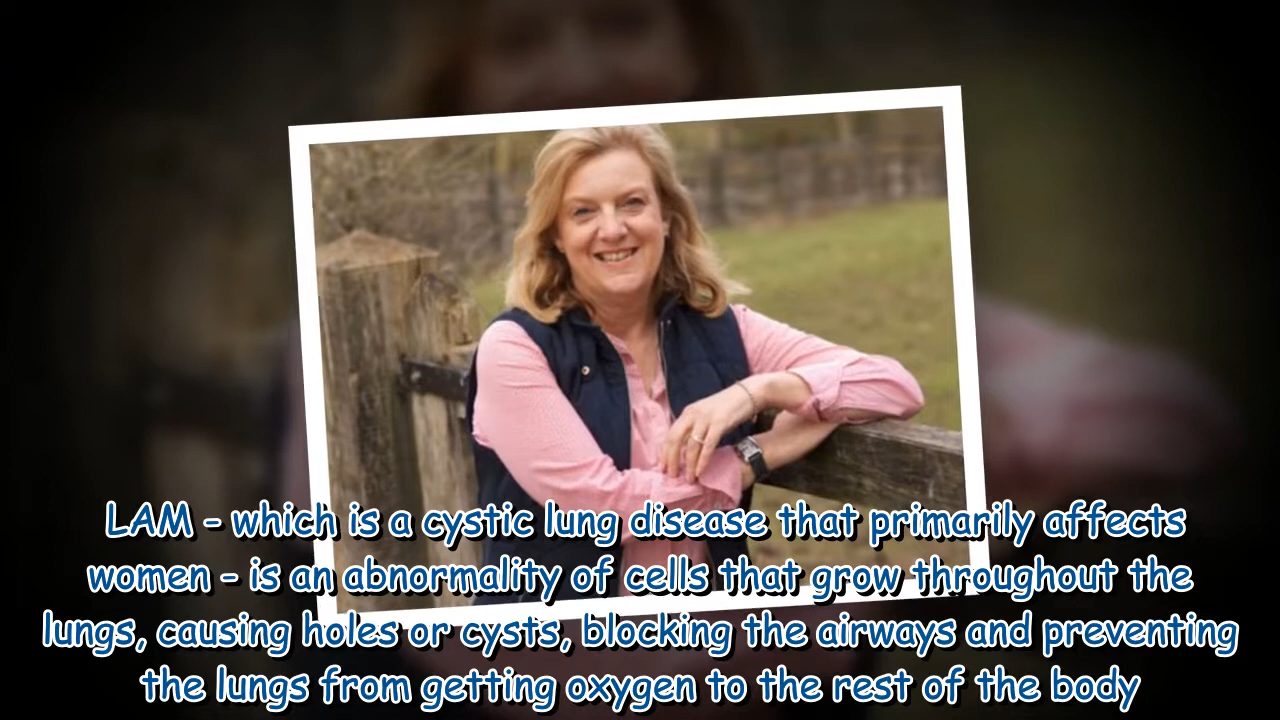 LAM – which is a cystic lung disease that primarily affects
women – is an abnormality of cells that grow throughout the
lungs, causing holes or cysts, blocking the airways and preventing
the lungs from getting oxygen to the rest of the body